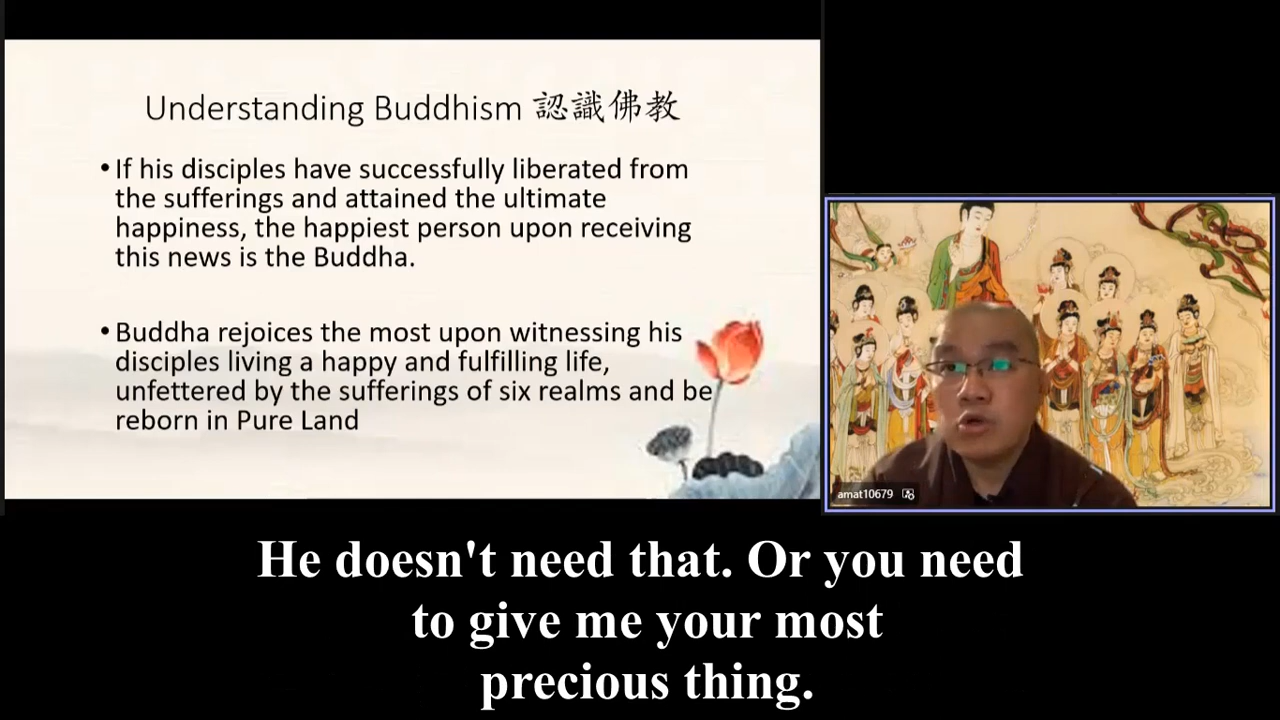 Understanding Buddhism 認識佛教
•If his disciples have successfully liberated from
the sufferings and attained the ultimate
happiness, the happiest person upon receiving
this news is the Buddha.
•Buddha rejoices the most upon witnessing his
disciples living a happy and fulfilling life,
unfettered by the sufferings of six realms and be
reborn in Pure Land
amat10679
He doesn't need that. Or you need
to give me your most
precious thing.